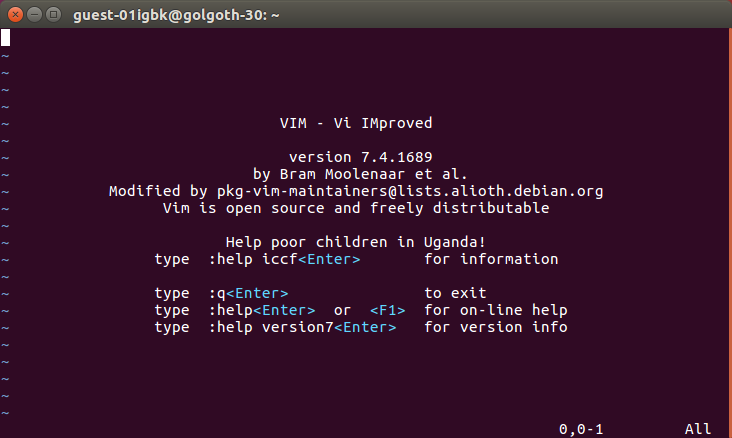 guest-01igbk@golgoth-30: ~
~
~
~
~
~
VIM - Vi IMproved
~
version 7.4.1689
~ by Bram Moolenaar et al.
~ Modified by pkg-vim-maintainers@lists.alioth.debian.org
~ Vim is open source and freely distributable
~
~ Help poor children in Uganda!
~ type :help iccf<Enter> for information
~
~ type :q<Enter> to exit
~ type :help<Enter> or <F1> for on-line help
~ type :help version7<Enter> for version info
~
~
~
~
~
0,0-1 All